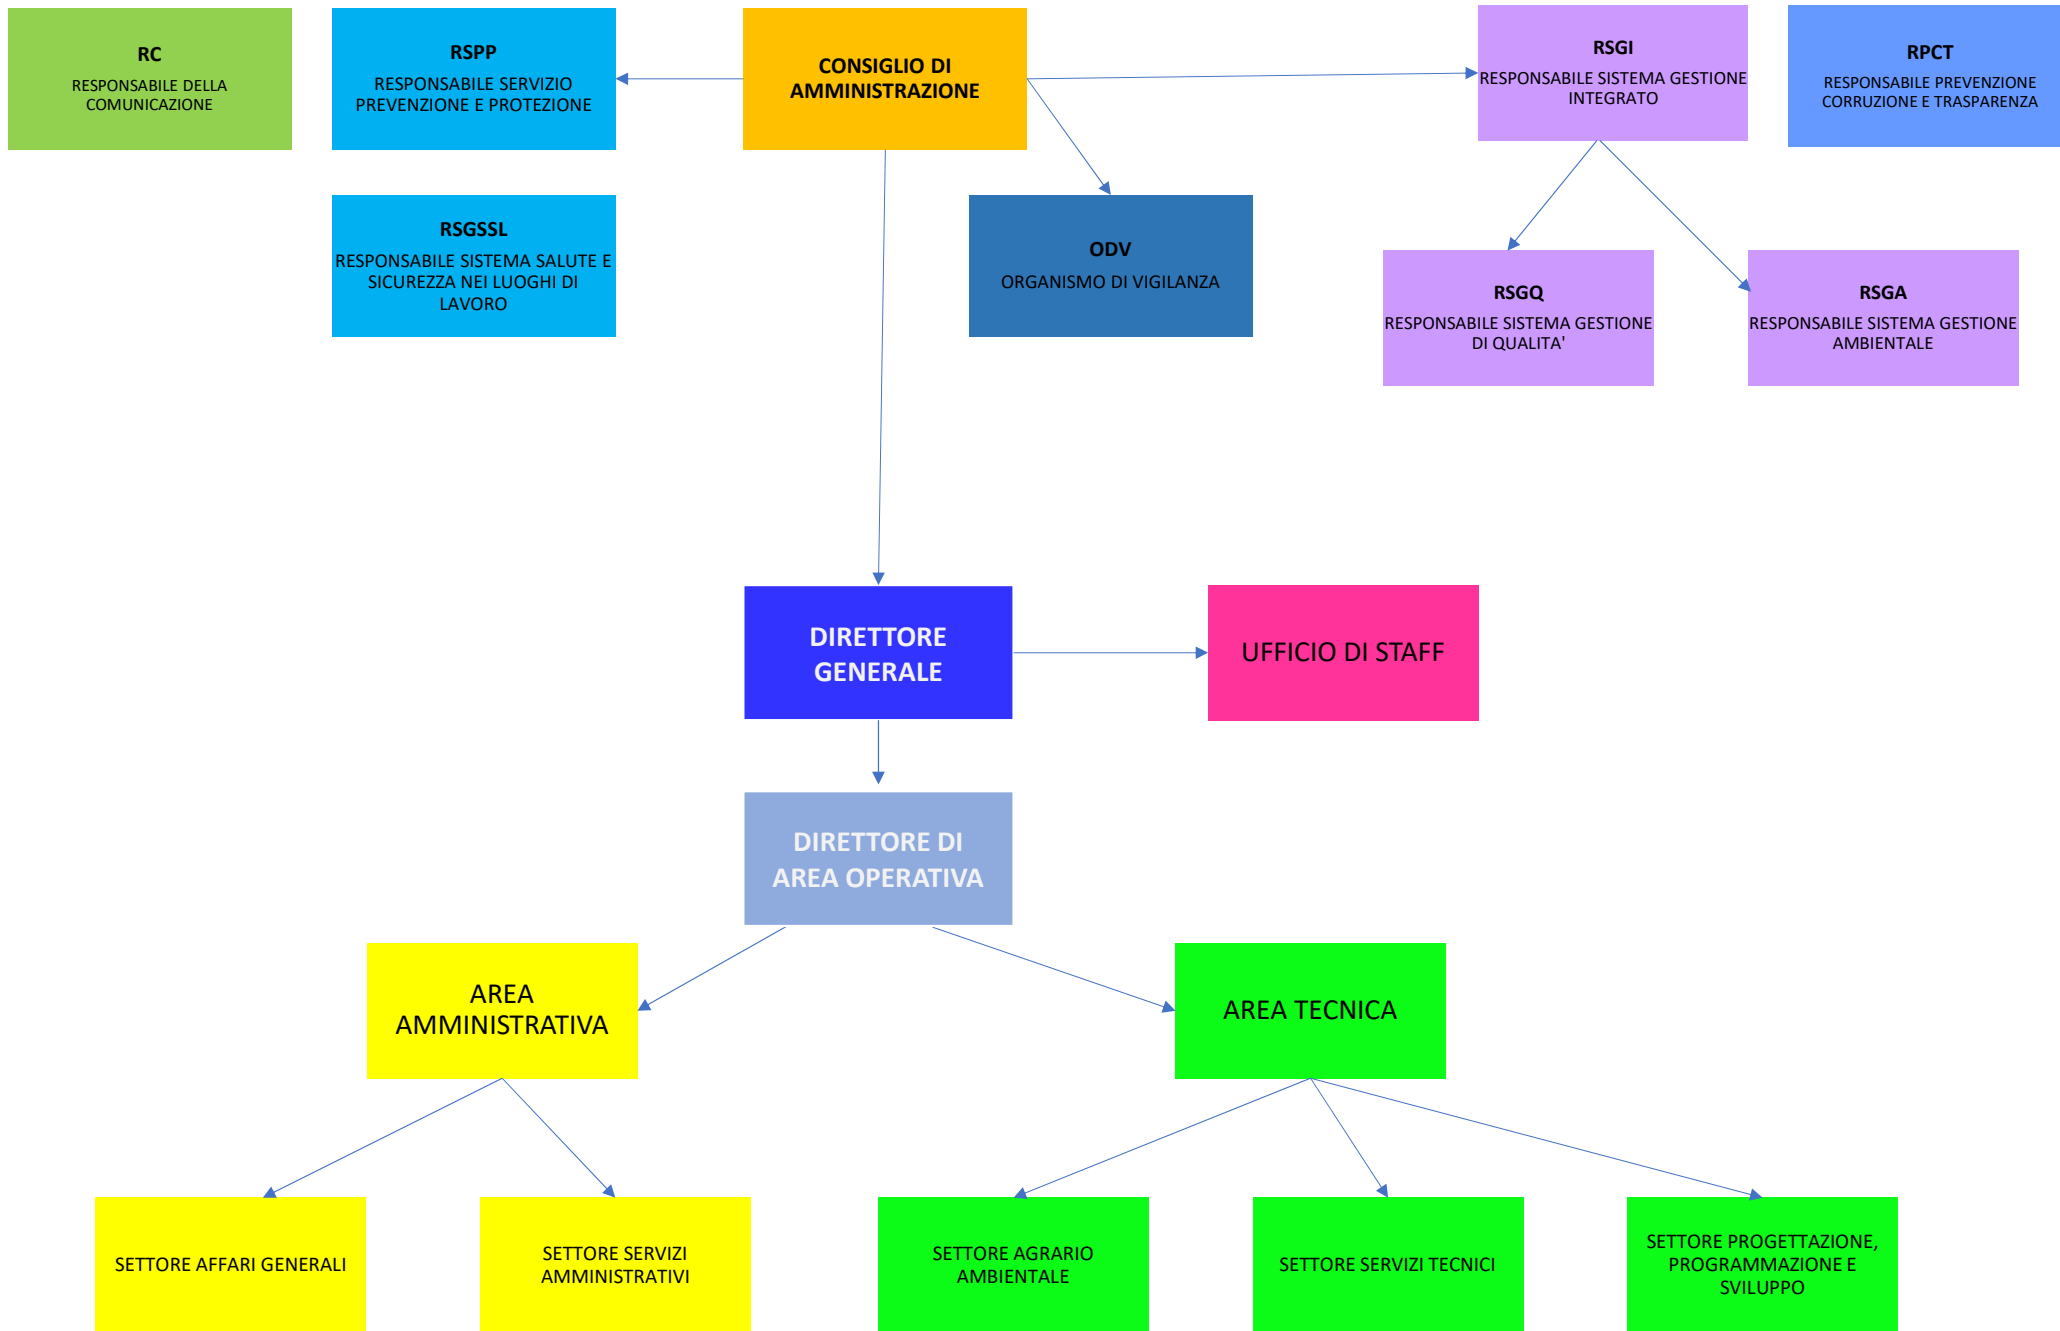 RC
RESPONSABILE DELLA
COMUNICAZIONE
RSPP
RESPONSABILE SERVIZIO
PREVENZIONE E PROTEZIONE
CONSIGLIO DI
AMMINISTRAZIONE
RSGI
RESPONSABILE SISTEMA GESTIONE
INTEGRATO
RPCT
RESPONSABILE PREVENZIONE
CORRUZIONE E TRASPARENZA
RSGSSL
RESPONSABILE SISTEMA SALUTE E
SICUREZZA NEI LUOGHI DI
LAVORO
ODV
ORGANISMO DI VIGILANZA
RSGQ
RESPONSABILE SISTEMA GESTIONE
DI QUALITA'
RSGA
RESPONSABILE SISTEMA GESTIONE
AMBIENTALE
DIRETTORE
GENERALE
UFFICIO DI STAFF
DIRETTORE DI
AREA OPERATIVA
AREA
AMMINISTRATIVA
AREA TECNICA
SETTORE AFFARI GENERALI
SETTORE SERVIZI
AMMINISTRATIVI
SETTORE AGRARIO
AMBIENTALE
SETTORE SERVIZI TECNICI
SETTORE PROGETTAZIONE,
PROGRAMMAZIONE E
SVILUPPO